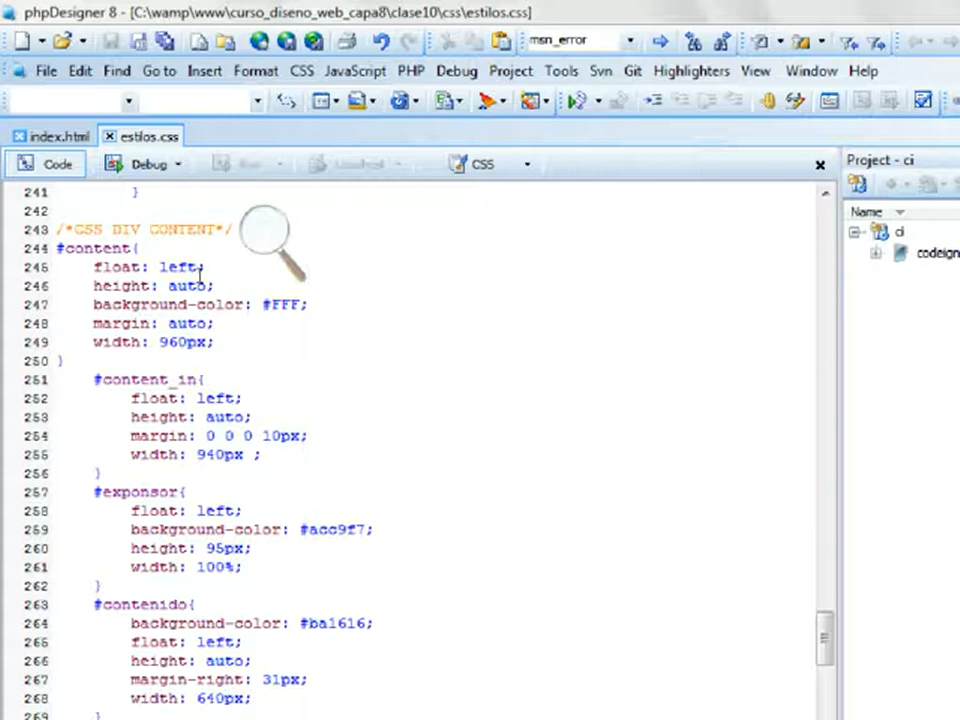 phpDesigner 8 - [C:\wamp\www\curso_diseno_web_capa8\clase10\css\estilos.css]
msn_error
File Edit Find Go to Insert Format CSS JavaScript PHP Debug Project Tools Svn Git Highlighters View Window Help
index.html estilos.css
Code Debug CSS
Project - ci
Name
ci
codeign
241 }
242
243 /*CSS DIV CONTENT*/
244 #content{
245 float: left;
246 height: auto;
247 background-color: #FFF;
248 margin: auto;
249 width: 960px;
250 }
251 #content_in{
252 float: left;
253 height: auto;
254 margin: 0 0 0 10px;
255 width: 940px ;
256 }
257 #exponsor{
258 float: left;
259 background-color: #acc9f7;
260 height: 95px;
261 width: 100%;
262 }
263 #contenido{
264 background-color: #ba1616;
265 float: left;
266 height: auto;
267 margin-right: 31px;
268 width: 640px;
269 }